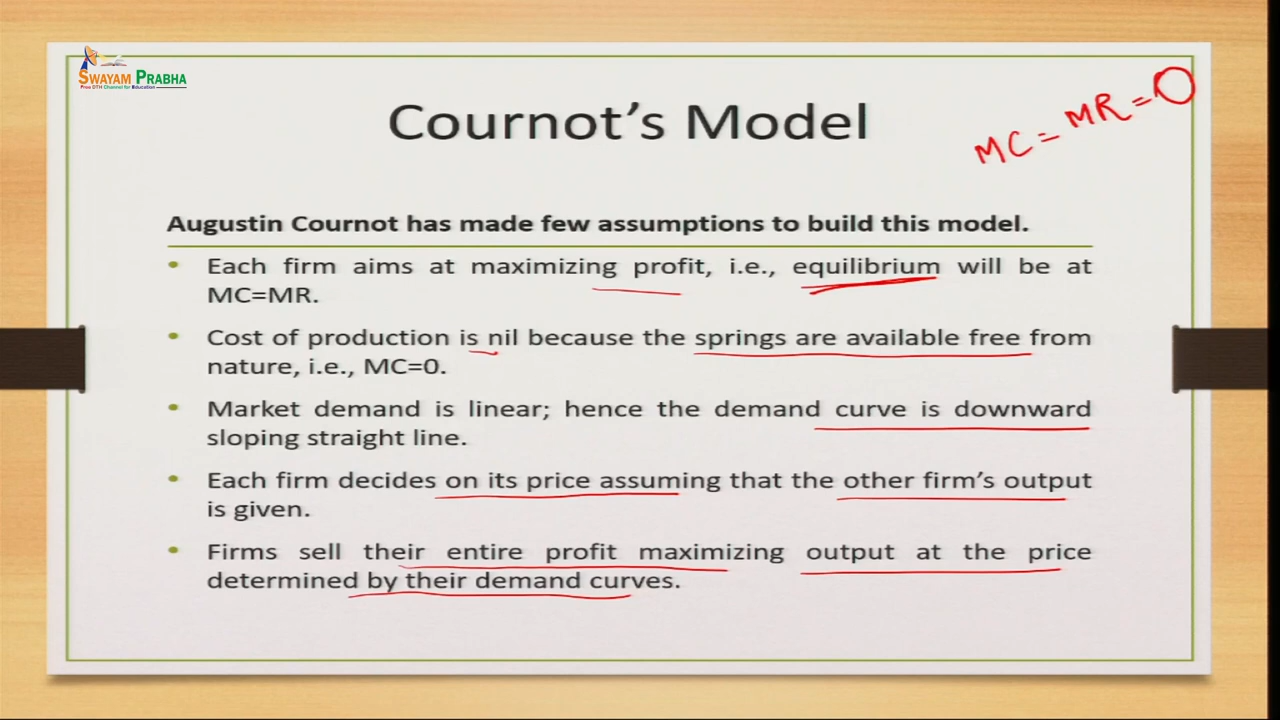 SWAYAM PRABHA
Free DTH Channel for Education
Cournot's Model
MC = MR = 0
Augustin Cournot has made few assumptions to build this model.
• Each firm aims at maximizing profit, i.e., equilibrium will be at
MC=MR.
• Cost of production is nil because the springs are available free from
nature, i.e., MC=0.
• Market demand is linear; hence the demand curve is downward
sloping straight line.
• Each firm decides on its price assuming that the other firm's output
is given.
• Firms sell their entire profit maximizing output at the price
determined by their demand curves.